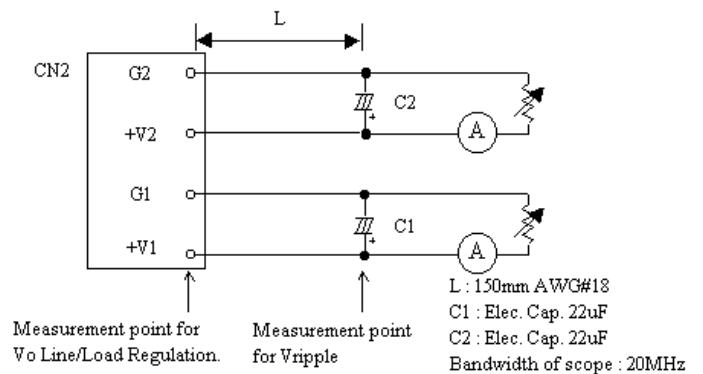 L
CN2
G2
C2
+V2
A
G1
C1
+V1
A
L : 150mm AWG#18
C1 : Elec. Cap. 22uF
C2 : Elec. Cap. 22uF
Bandwidth of scope : 20MHz
Measurement point for
Vo Line/Load Regulation.
Measurement point
for Vripple